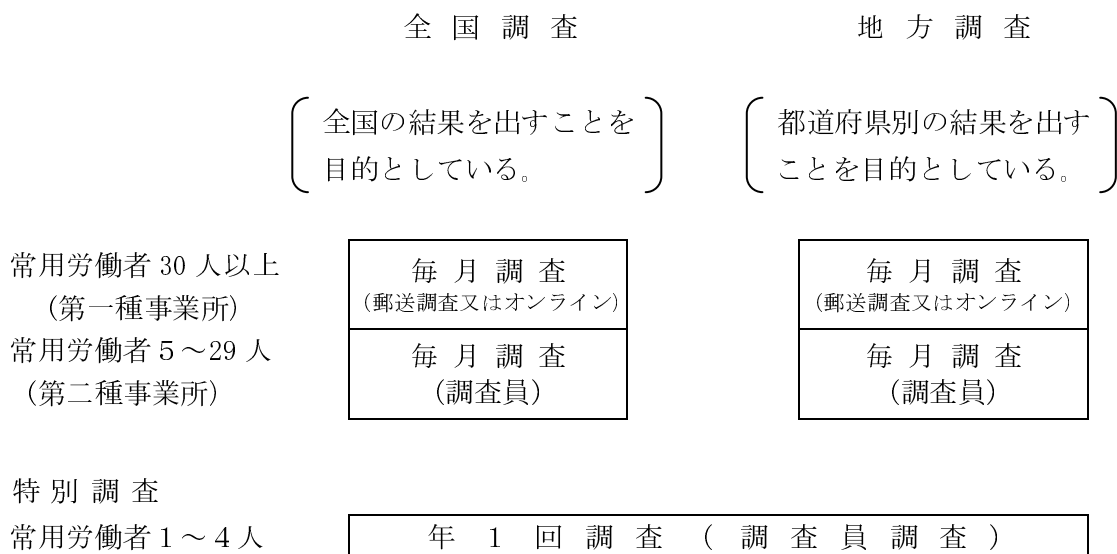 全国調査
地方調査
全国の結果を出すことを
目的としている。
都道府県別の結果を出す
ことを目的としている。
常用労働者 30 人以上
(第一種事業所)
毎月調査
(郵送調査又はオンライン)
毎月調査
(郵送調査又はオンライン)
常用労働者５～29 人
(第二種事業所)
毎月調査
(調査員)
毎月調査
(調査員)
特別調査
常用労働者１～４人
年１回調査(調査員調査)